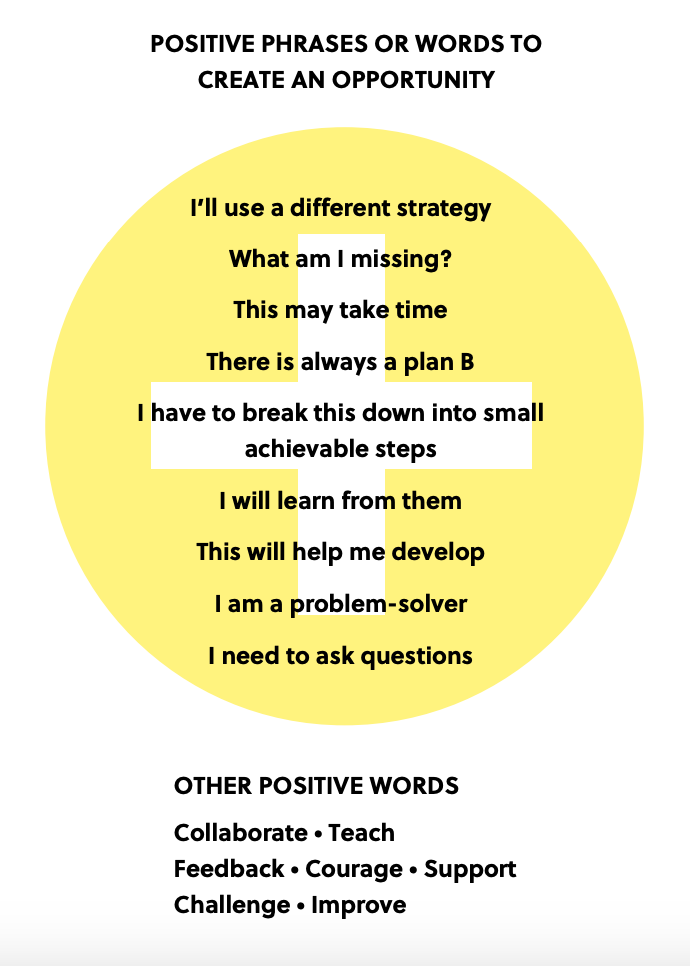 POSITIVE PHRASES OR WORDS TO
CREATE AN OPPORTUNITY
I’ll use a different strategy
What am I missing?
This may take time
There is always a plan B
I have to break this down into small
achievable steps
I will learn from them
This will help me develop
I am a problem-solver
I need to ask questions
OTHER POSITIVE WORDS
Collaborate • Teach
Feedback • Courage • Support
Challenge • Improve